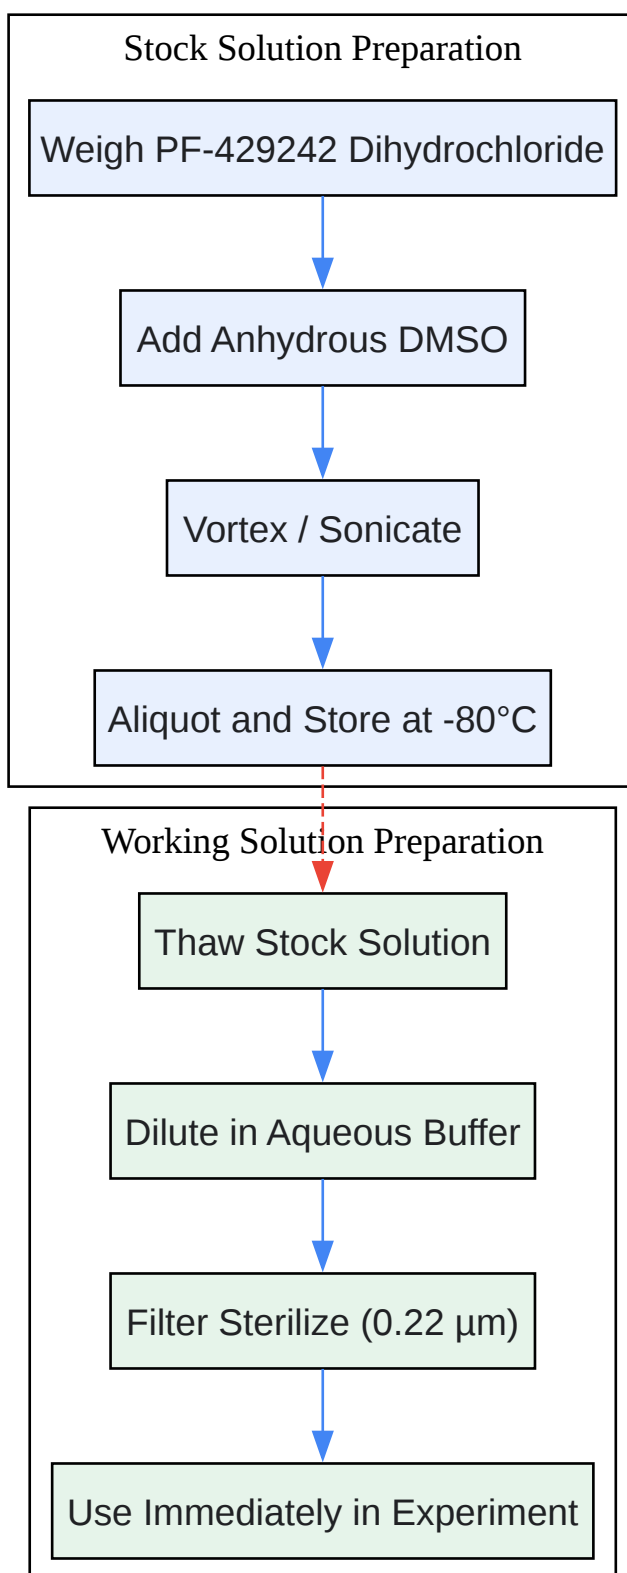 Stock Solution Preparation
Weigh PF-429242 Dihydrochloride
Add Anhydrous DMSO
Vortex / Sonicate
Aliquot and Store at -80°C
Working Solution Preparation
Thaw Stock Solution
Dilute in Aqueous Buffer
Filter Sterilize (0.22 µm)
Use Immediately in Experiment